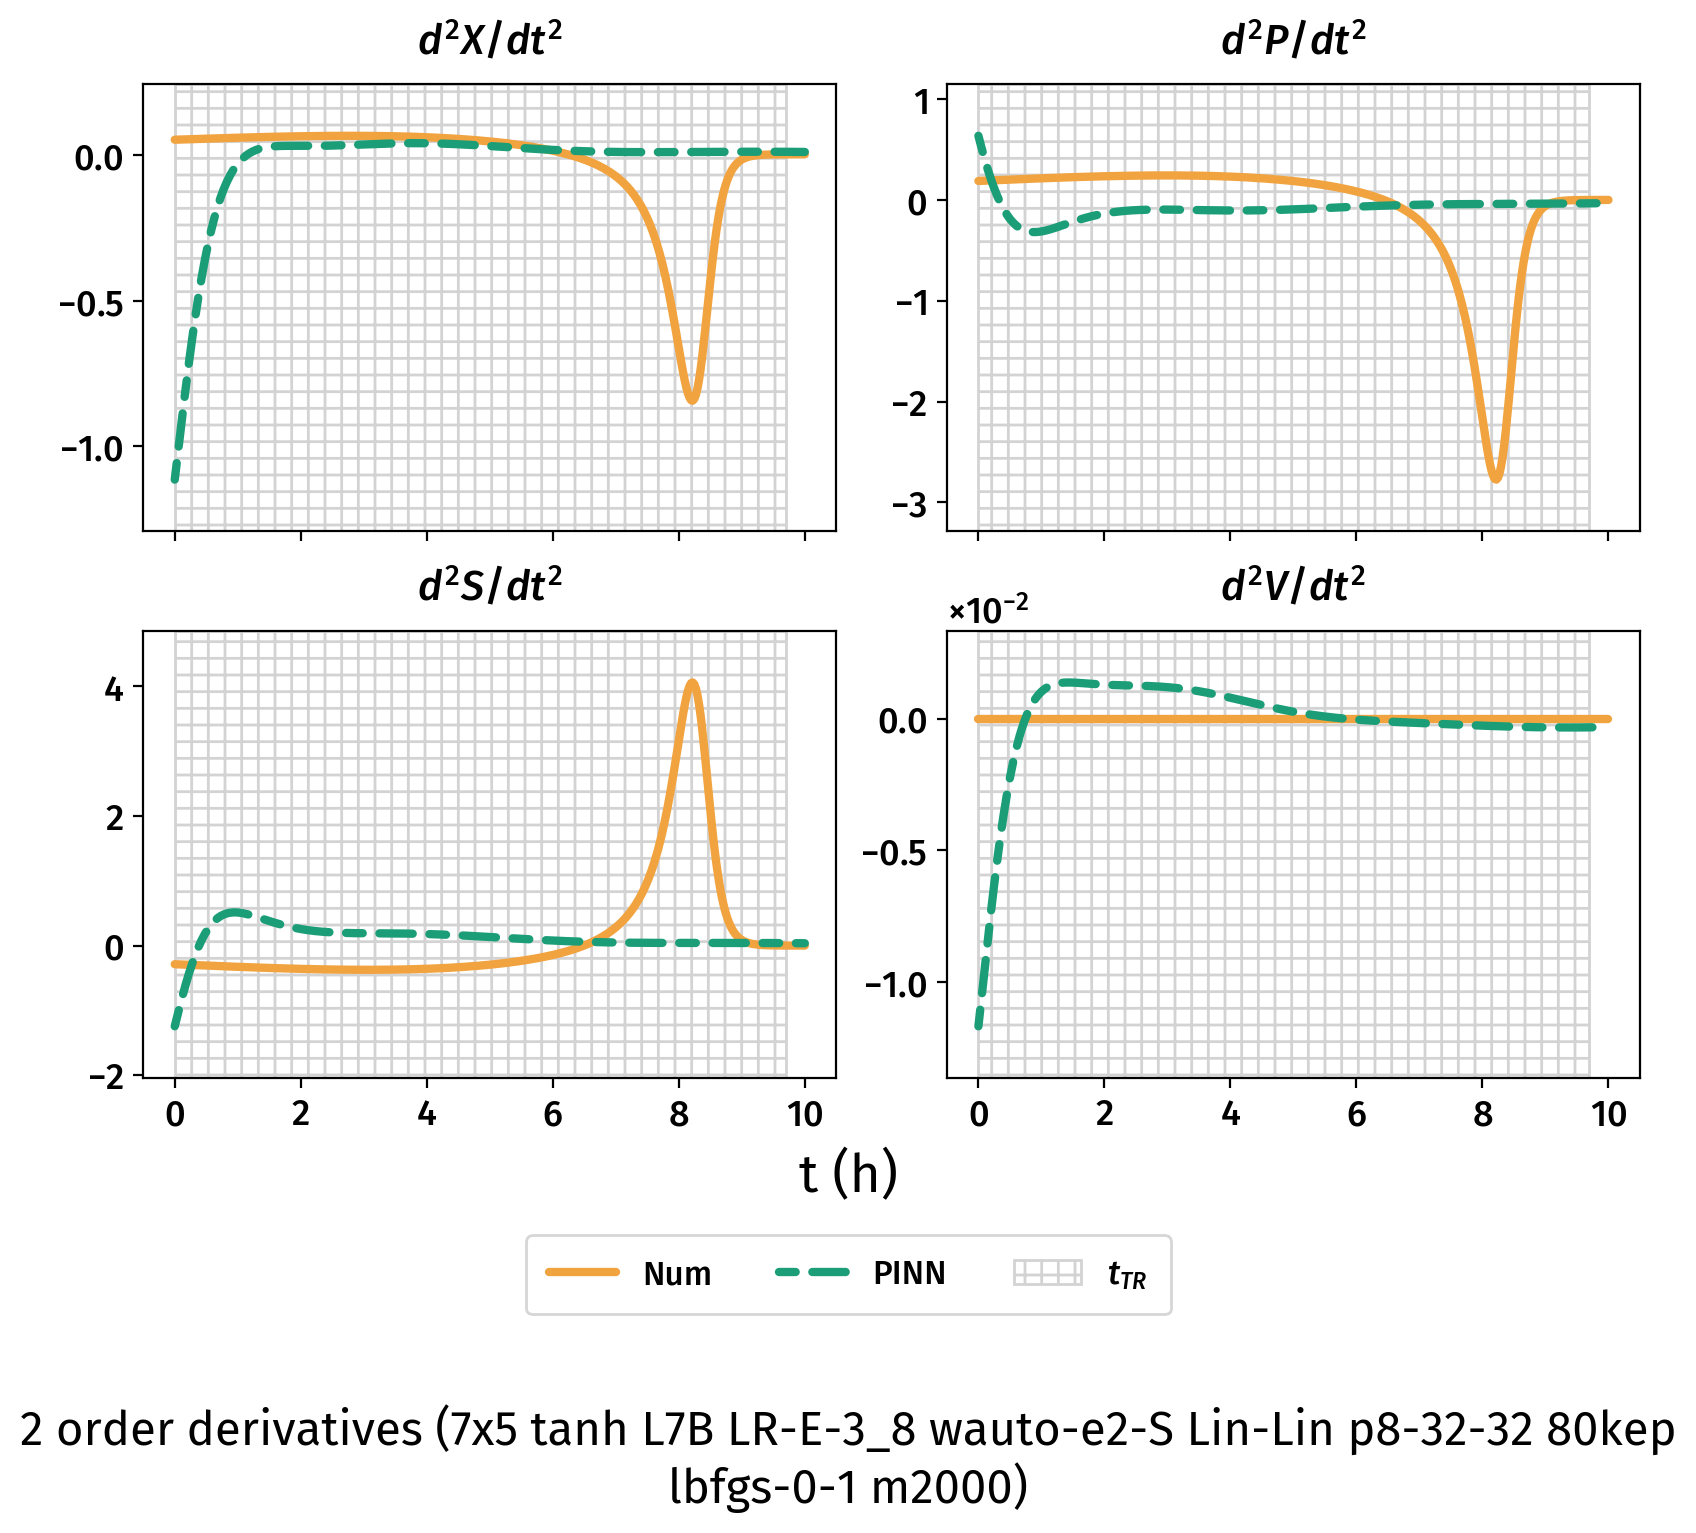 d²X/dt²
d²P/dt²
0.0
−0.5
−1.0
1
0
−1
−2
−3
d²S/dt²
d²V/dt²
×10⁻²
4
2
0
−2
0.0
−0.5
−1.0
0 2 4 6 8 10
0 2 4 6 8 10
t (h)
Num PINN t_TR
2 order derivatives (7x5 tanh L7B LR-E-3_8 wauto-e2-S Lin-Lin p8-32-32 80kep
lbfgs-0-1 m2000)